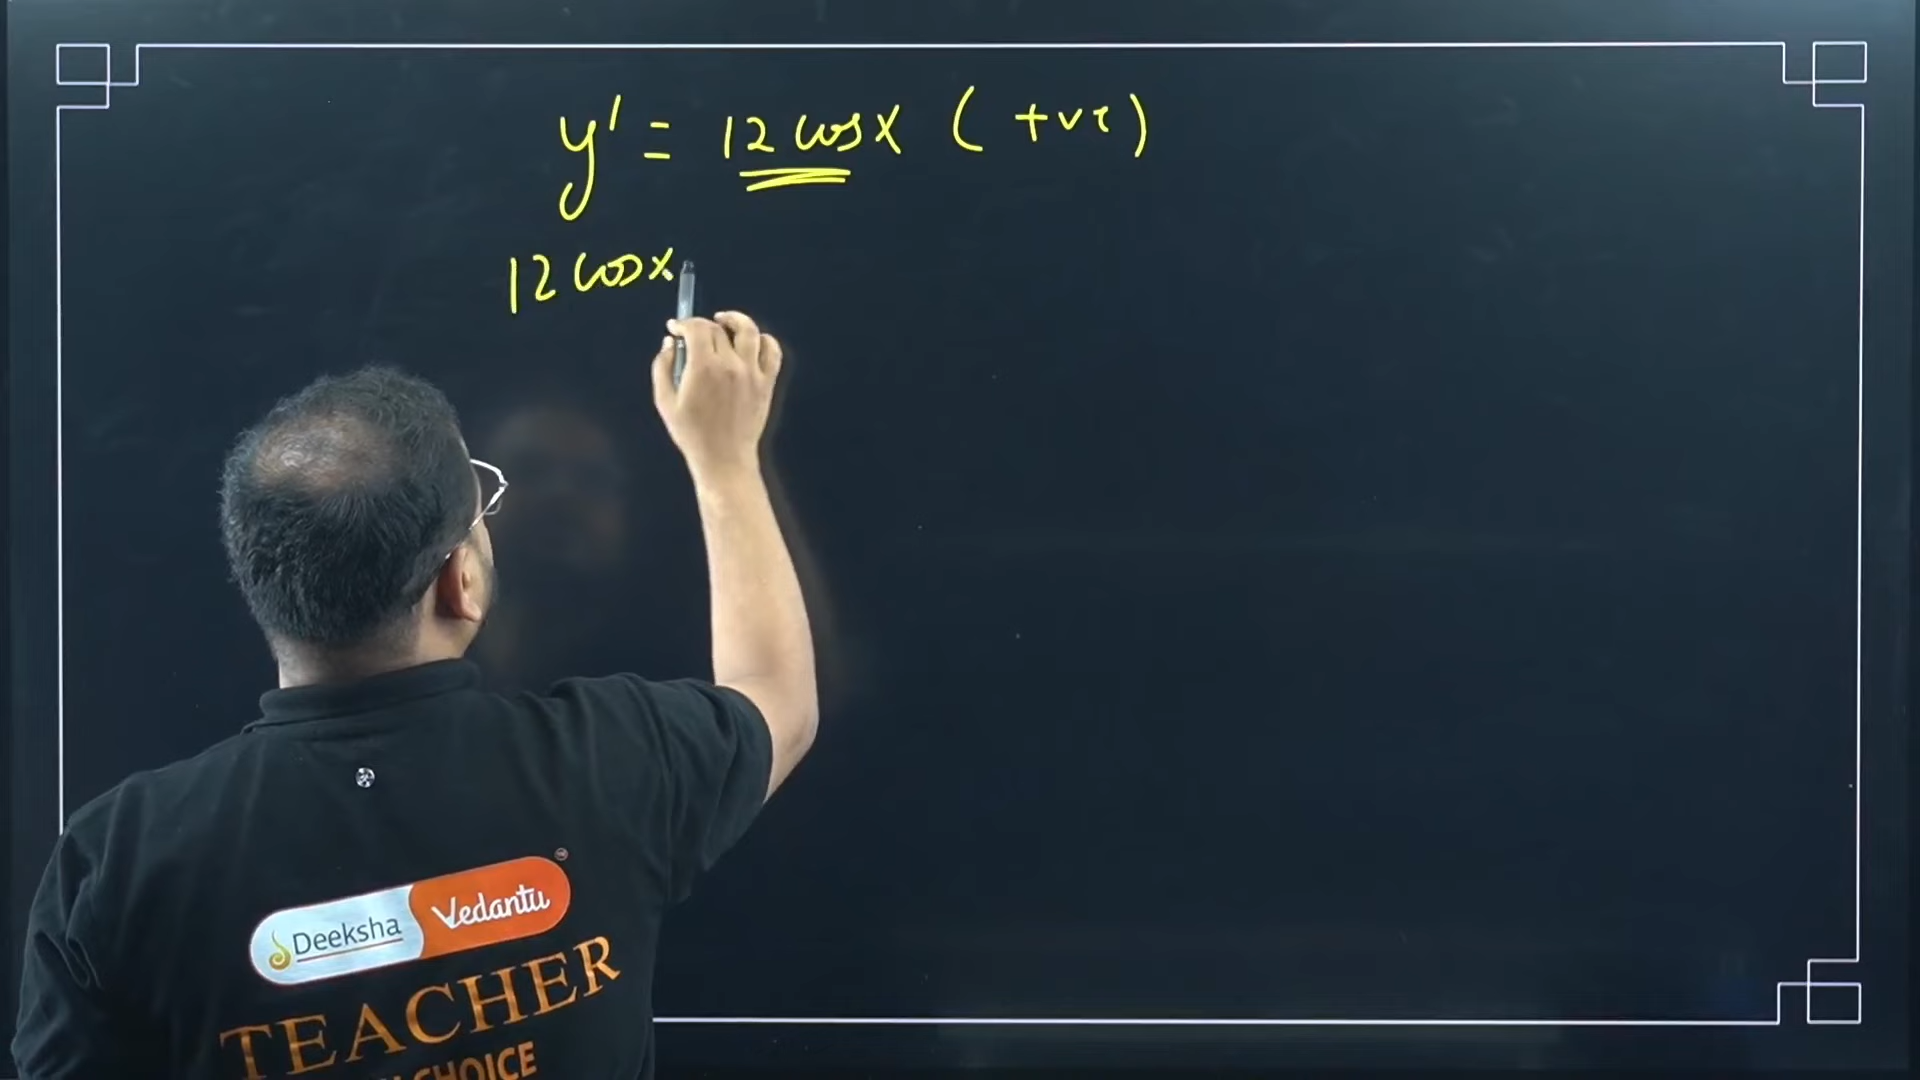 y' = 12 cos x ( +ve )
12 cos x
Deeksha Vedantu
TEACHER
CHOICE